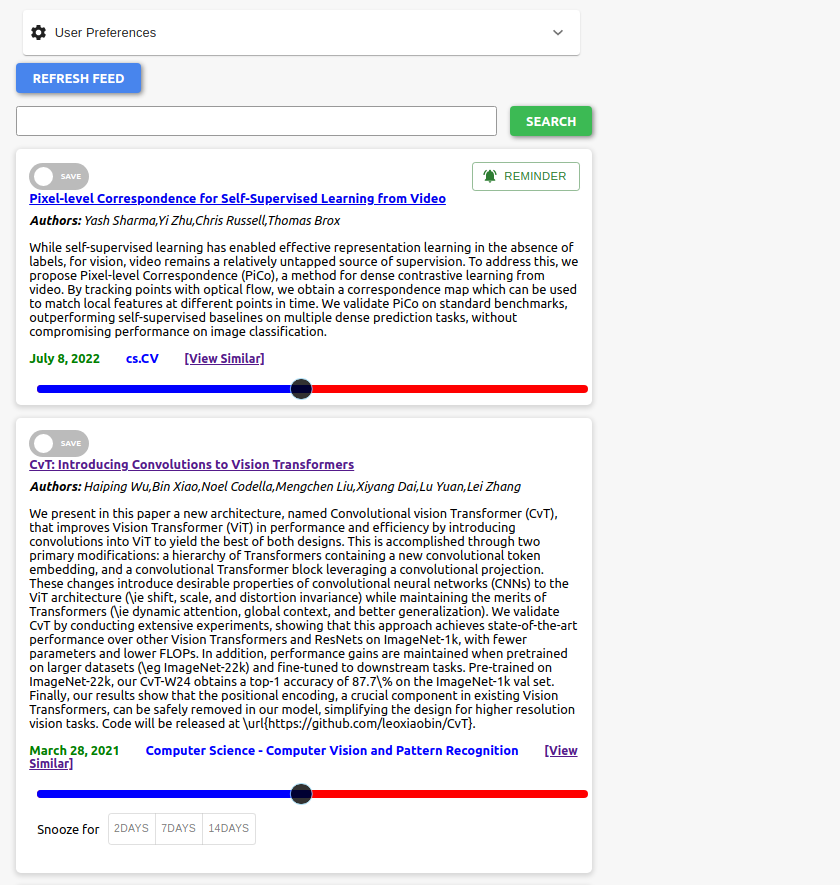 User Preferences
REFRESH FEED
SEARCH
SAVE
REMINDER
Pixel-level Correspondence for Self-Supervised Learning from Video
Authors: Yash Sharma,Yi Zhu,Chris Russell,Thomas Brox
While self-supervised learning has enabled effective representation learning in the absence of
labels, for vision, video remains a relatively untapped source of supervision. To address this, we
propose Pixel-level Correspondence (PiCo), a method for dense contrastive learning from
video. By tracking points with optical flow, we obtain a correspondence map which can be used
to match local features at different points in time. We validate PiCo on standard benchmarks,
outperforming self-supervised baselines on multiple dense prediction tasks, without
compromising performance on image classification.
July 8, 2022 cs.CV [View Similar]
SAVE
CvT: Introducing Convolutions to Vision Transformers
Authors: Haiping Wu,Bin Xiao,Noel Codella,Mengchen Liu,Xiyang Dai,Lu Yuan,Lei Zhang
We present in this paper a new architecture, named Convolutional vision Transformer (CvT),
that improves Vision Transformer (ViT) in performance and efficiency by introducing
convolutions into ViT to yield the best of both designs. This is accomplished through two
primary modifications: a hierarchy of Transformers containing a new convolutional token
embedding, and a convolutional Transformer block leveraging a convolutional projection.
These changes introduce desirable properties of convolutional neural networks (CNNs) to the
ViT architecture (\ie shift, scale, and distortion invariance) while maintaining the merits of
Transformers (\ie dynamic attention, global context, and better generalization). We validate
CvT by conducting extensive experiments, showing that this approach achieves state-of-the-art
performance over other Vision Transformers and ResNets on ImageNet-1k, with fewer
parameters and lower FLOPs. In addition, performance gains are maintained when pretrained
on larger datasets (\eg ImageNet-22k) and fine-tuned to downstream tasks. Pre-trained on
ImageNet-22k, our CvT-W24 obtains a top-1 accuracy of 87.7\% on the ImageNet-1k val set.
Finally, our results show that the positional encoding, a crucial component in existing Vision
Transformers, can be safely removed in our model, simplifying the design for higher resolution
vision tasks. Code will be released at \url{https://github.com/leoxiaobin/CvT}.
March 28, 2021 Computer Science - Computer Vision and Pattern Recognition [View
Similar]
Snooze for 2DAYS 7DAYS 14DAYS